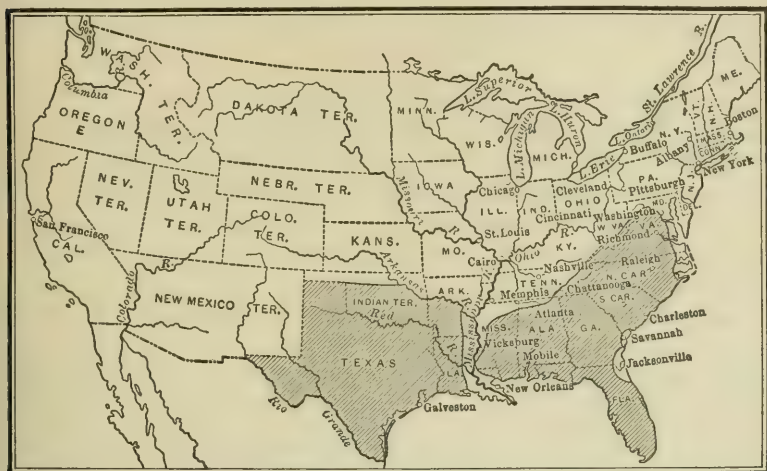 WASH. TER.
Columbia R.
OREGON
E
DAKOTA TER.
MINN.
L. Superior
WIS.
L. Michigan
L. Huron
MICH.
St. Lawrence R.
ME.
VT.
N.H.
Boston
MASS.
CONN.
L. Ontario
N.Y.
Buffalo
Albany
L. Erie
New York
NEV.
TER.
UTAH
TER.
NEBR. TER.
COLO.
TER.
IOWA
Missouri R.
Chicago
ILL.
IND.
Cleveland
OHIO
Cincinnati
PA.
Pittsburgh
N.J.
MD.
DEL.
Washington
W VA.
VA.
Richmond
San Francisco
CAL.
KANS.
MO.
St. Louis
Cairo
Ohio R.
KY.
Raleigh
N. CAR.
Colorado R.
NEW MEXICO TER.
Arkansas R.
ARK.
Nashville
TENN.
Memphis
Chattanooga
S CAR.
INDIAN TER.
Red R.
Mississippi R.
MISS.
Vicksburg
ALA
Atlanta
GA.
Charleston
Savannah
TEXAS
LA.
Mobile
New Orleans
Jacksonville
FLA.
Rio Grande
Galveston